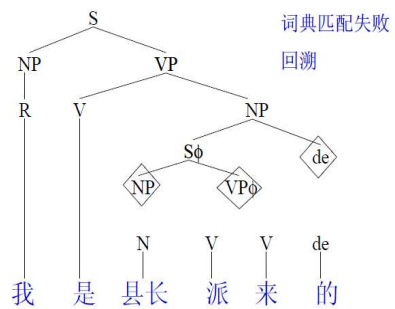 S
词典匹配失败
NP VP
回溯
R V NP
Sϕ de
NP VPϕ
N V V de
我 是 县长 派 来 的